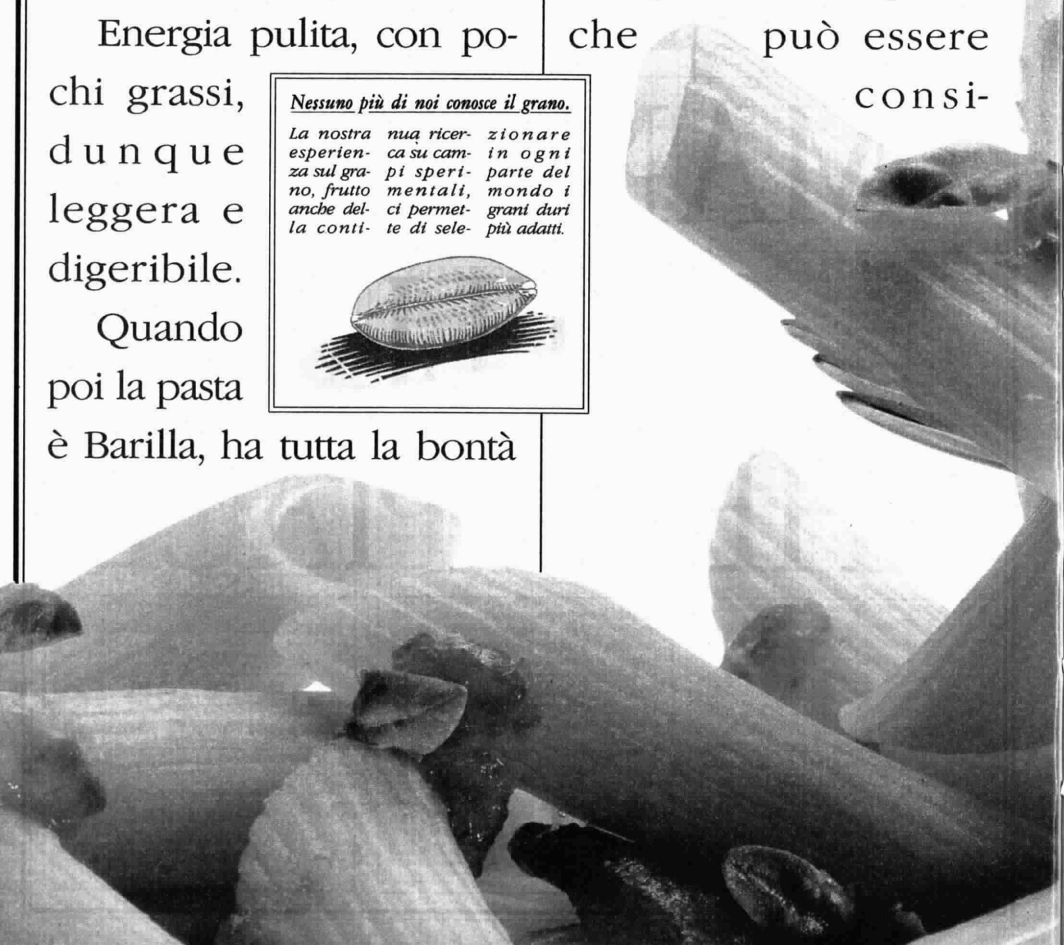 Energia pulita, con po-
chi grassi,
dunque
leggera e
digeribile.
Quando
poi la pasta
è Barilla, ha tutta la bontà
Nessuno più di noi conosce il grano.
La nostra
esperien-
za sul gra-
no, frutto
anche del-
la conti-
nua ricer-
ca su cam-
pi speri-
mentali,
ci permet-
te di sele-
zionare
in ogni
parte del
mondo i
grani duri
più adatti.
che può essere
consi-